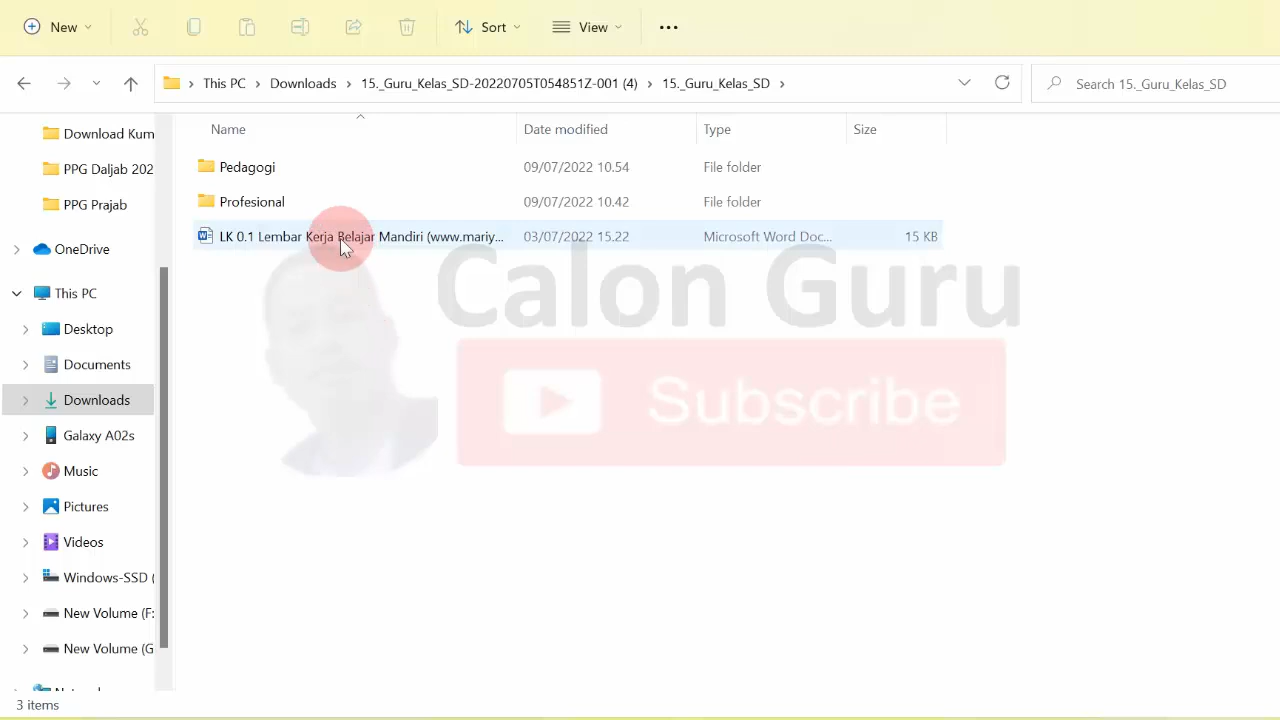 New
Sort
View
This PC
Downloads
15._Guru_Kelas_SD-20220705T054851Z-001 (4)
15._Guru_Kelas_SD
Search 15._Guru_Kelas_SD
Name
Date modified
Type
Size
Pedagogi
09/07/2022 10.54
File folder
Profesional
09/07/2022 10.42
File folder
LK 0.1 Lembar Kerja Belajar Mandiri (www.mariy...
03/07/2022 15.22
Microsoft Word Doc...
15 KB
Download Kum
PPG Daljab 202
PPG Prajab
OneDrive
This PC
Desktop
Documents
Downloads
Galaxy A02s
Music
Pictures
Videos
Windows-SSD (
New Volume (F:
New Volume (G
Calon Guru
Subscribe
3 items